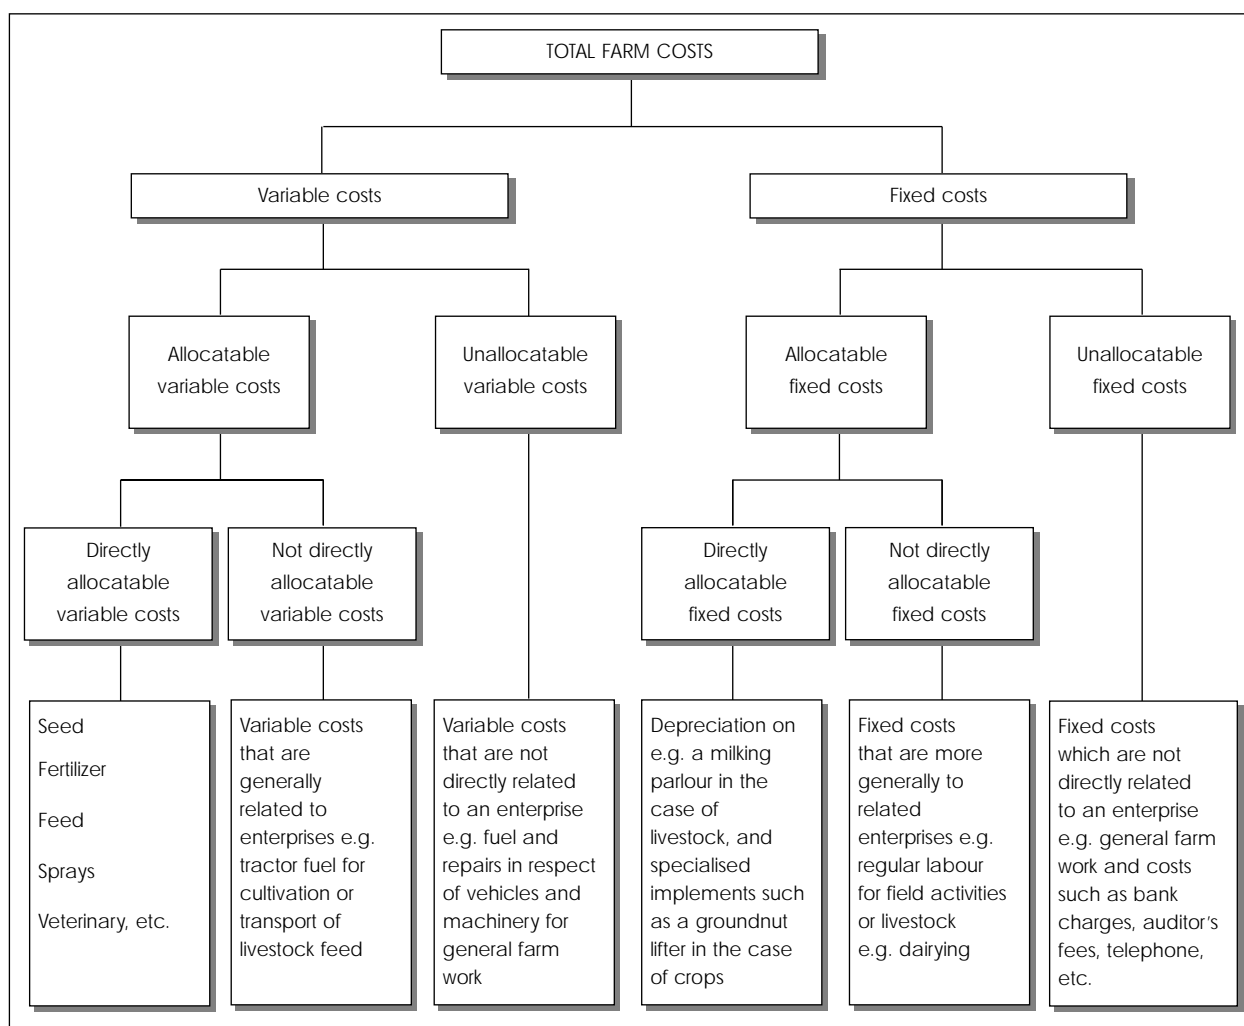 TOTAL FARM COSTS
Variable costs
Fixed costs
Allocatable
variable costs
Unallocatable
variable costs
Allocatable
fixed costs
Unallocatable
fixed costs
Directly
allocatable
variable costs
Not directly
allocatable
variable costs
Directly
allocatable
fixed costs
Not directly
allocatable
fixed costs
Seed
Fertilizer
Feed
Sprays
Veterinary, etc.
Variable costs
that are
generally
related to
enterprises e.g.
tractor fuel for
cultivation or
transport of
livestock feed
Variable costs
that are not
directly related
to an enterprise
e.g. fuel and
repairs in respect
of vehicles and
machinery for
general farm
work
Depreciation on
e.g. a milking
parlour in the
case of
livestock, and
specialised
implements such
as a groundnut
lifter in the case
of crops
Fixed costs
that are more
generally to
related
enterprises e.g.
regular labour
for field activities
or livestock
e.g. dairying
Fixed costs
which are not
directly related
to an enterprise
e.g. general farm
work and costs
such as bank
charges, auditor's
fees, telephone,
etc.